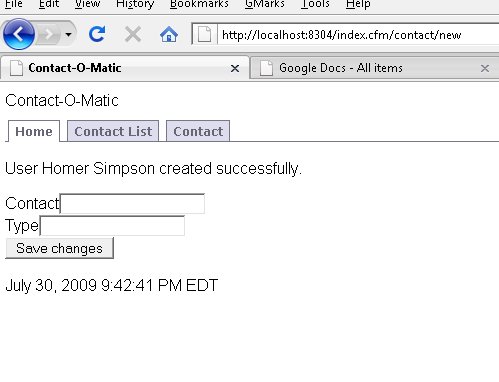 File Edit View History Bookmarks GMarks Tools Help
http://localhost:8304/index.cfm/contact/new
Contact-O-Matic Google Docs - All items
Contact-O-Matic
Home Contact List Contact
User Homer Simpson created successfully.
Contact
Type
Save changes
July 30, 2009 9:42:41 PM EDT